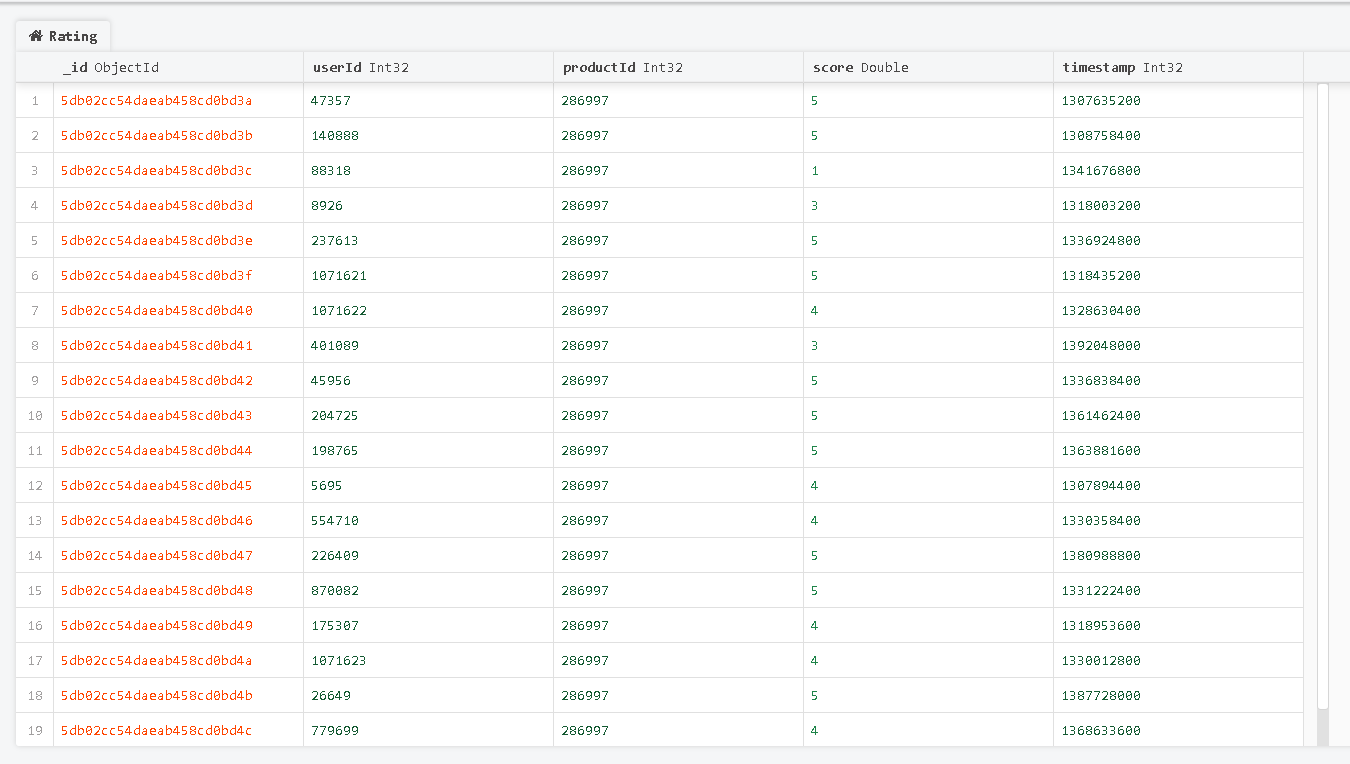 Rating
_id ObjectId userId Int32 productId Int32 score Double timestamp Int32
1 5db02cc54daeab458cd0bd3a 47357 286997 5 1307635200
2 5db02cc54daeab458cd0bd3b 140888 286997 5 1308758400
3 5db02cc54daeab458cd0bd3c 88318 286997 1 1341676800
4 5db02cc54daeab458cd0bd3d 8926 286997 3 1318003200
5 5db02cc54daeab458cd0bd3e 237613 286997 5 1336924800
6 5db02cc54daeab458cd0bd3f 1071621 286997 5 1318435200
7 5db02cc54daeab458cd0bd40 1071622 286997 4 1328630400
8 5db02cc54daeab458cd0bd41 401089 286997 3 1392048000
9 5db02cc54daeab458cd0bd42 45956 286997 5 1336838400
10 5db02cc54daeab458cd0bd43 204725 286997 5 1361462400
11 5db02cc54daeab458cd0bd44 198765 286997 5 1363881600
12 5db02cc54daeab458cd0bd45 5695 286997 4 1307894400
13 5db02cc54daeab458cd0bd46 554710 286997 4 1330358400
14 5db02cc54daeab458cd0bd47 226409 286997 5 1380988800
15 5db02cc54daeab458cd0bd48 870082 286997 5 1331222400
16 5db02cc54daeab458cd0bd49 175307 286997 4 1318953600
17 5db02cc54daeab458cd0bd4a 1071623 286997 4 1330012800
18 5db02cc54daeab458cd0bd4b 26649 286997 5 1387728000
19 5db02cc54daeab458cd0bd4c 779699 286997 4 1368633600